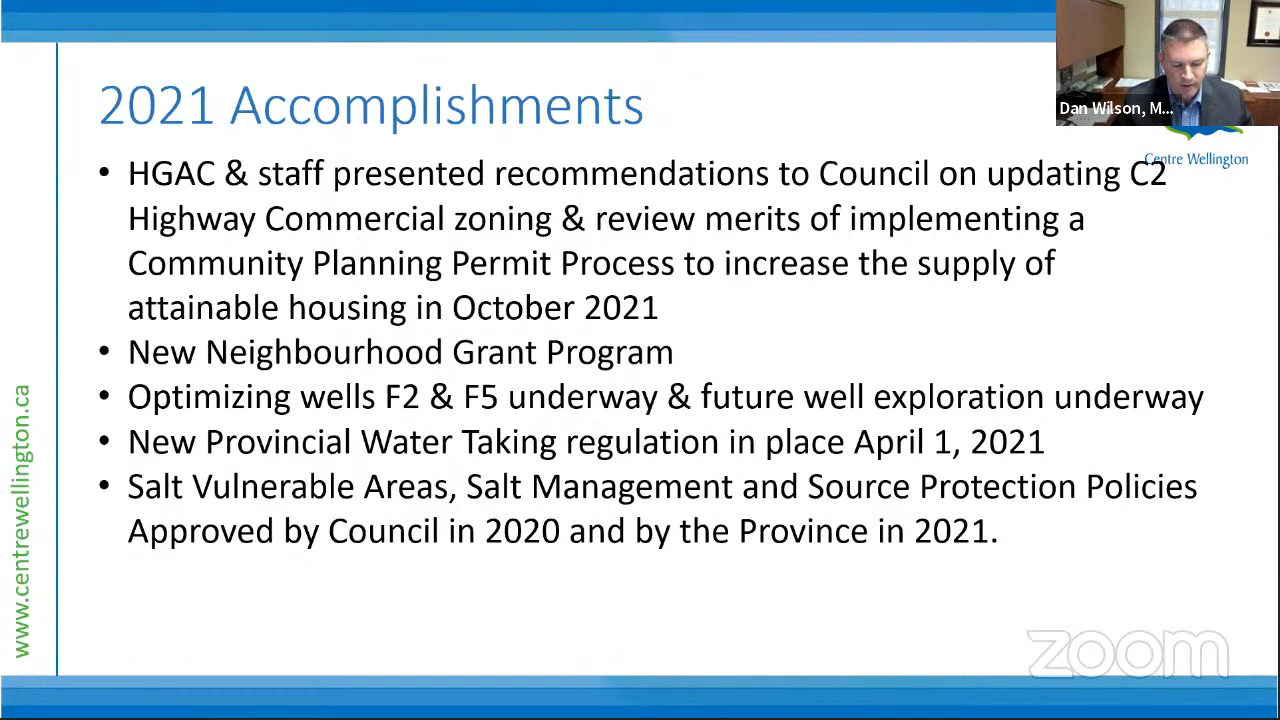 2021 Accomplishments
Dan Wilson, M...
Centre Wellington
• HGAC & staff presented recommendations to Council on updating C2
Highway Commercial zoning & review merits of implementing a
Community Planning Permit Process to increase the supply of
attainable housing in October 2021
• New Neighbourhood Grant Program
• Optimizing wells F2 & F5 underway & future well exploration underway
• New Provincial Water Taking regulation in place April 1, 2021
• Salt Vulnerable Areas, Salt Management and Source Protection Policies
Approved by Council in 2020 and by the Province in 2021.
www.centrewellington.ca
zoom